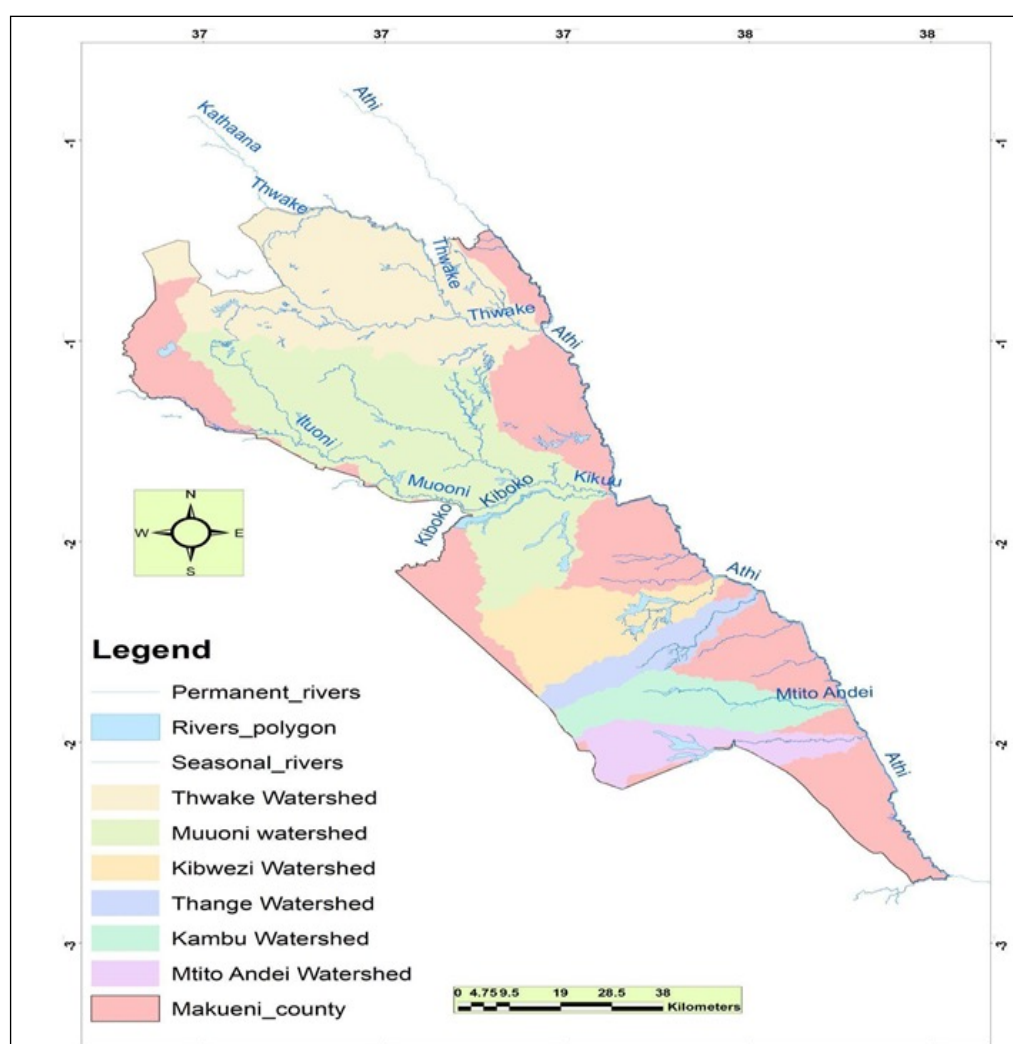 37 37 37 38 38
Athi
Kathaana
-1 -1
Thwake
Thwake
Thwake
Athi
-1 -1
Ituoni
Muooni
Kiboko
Kikuu
Kiboko
N
W E
S
-2 -2
Athi
Mtito Andei
-2 -2
Athi
Legend
Permanent_rivers
Rivers_polygon
Seasonal_rivers
Thwake Watershed
Muuoni watershed
Kibwezi Watershed
Thange Watershed
Kambu Watershed
Mtito Andei Watershed
Makueni_county
-3 -3
0 4.75 9.5 19 28.5 38
Kilometers